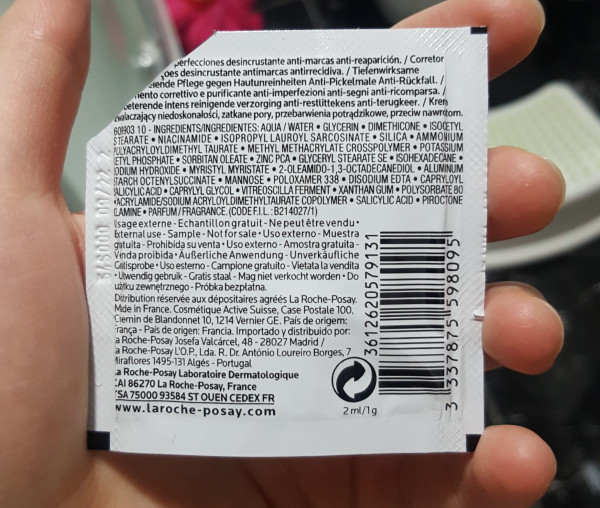 perfecciones desincrustante anti-marcas anti-reaparición. / Corretor
ções desincrustante antimarcas antirrecidiva. / Tiefenwirksame
ende Pflege gegen Hautunreinheiten Anti-Pickelmale Anti-Rückfall. /
mento correttivo e purificante anti-imperfezioni anti-segni anti-ricomparsa. /
eterende intens reinigende verzorging anti-restlittekens anti-terugkeer. / Krem
zwalczający niedoskonałości, zatkane pory, przebarwienia potrądzikowe, przeciw nawrotom.
608903 10 - INGREDIENTS/INGREDIENTES: AQUA / WATER • GLYCERIN • DIMETHICONE • ISOCETYL
STEARATE • NIACINAMIDE • ISOPROPYL LAUROYL SARCOSINATE • SILICA • AMMONIUM
POLYACRYLOYLDIMETHYL TAURATE • METHYL METHACRYLATE CROSSPOLYMER • POTASSIUM
CETYL PHOSPHATE • SORBITAN OLEATE • ZINC PCA • GLYCERYL STEARATE SE • ISOHEXADECANE •
SODIUM HYDROXIDE • MYRISTYL MYRISTATE • 2-OLEAMIDO-1,3-OCTADECANEDIOL • ALUMINUM
STARCH OCTENYLSUCCINATE • MANNOSE • POLOXAMER 338 • DISODIUM EDTA • CAPRYLOYL
SALICYLIC ACID • CAPRYLYL GLYCOL • VITREOSCILLA FERMENT • XANTHAN GUM • POLYSORBATE 80
• ACRYLAMIDE/SODIUM ACRYLOYLDIMETHYLTAURATE COPOLYMER • SALICYLIC ACID • PIROCTONE
OLAMINE • PARFUM / FRAGRANCE. (CODE F.I.L.: B214027/1)
Usage externe - Echantillon gratuit - Ne peut être vendu •
External use - Sample - Not for sale • Uso externo - Muestra
gratuita - Prohibida su venta • Uso externo - Amostra gratuita -
Vinda proibida • Äußerliche Anwendung - Unverkäufliche
Gratisprobe • Uso esterno - Campione gratuito - Vietata la vendita
• Uitwendig gebruik - Gratis staal - Mag niet verkocht worden • Do
użytku zewnętrznego - Próbka bezpłatna.
Distribution réservée aux dépositaires agréés La Roche-Posay.
Made in France. Cosmétique Active Suisse, Case Postale 100,
Chemin de Blandonnet 10, 1214 Vernier GE. País de origem:
França - País de origen: Francia. Importado y distribuido por:
La Roche-Posay Josefa Valcárcel, 48 - 28027 Madrid /
La Roche-Posay L'O.P., Lda. R. Dr. António Loureiro Borges, 7
Miraflores 1495-131 Algés - Portugal
La Roche-Posay Laboratoire Dermatologique
CAI 86270 La Roche-Posay, France
TSA 75000 93584 ST OUEN CEDEX FR
www.laroche-posay.com
2 ml/1g
3612620579131
3 337875 598095